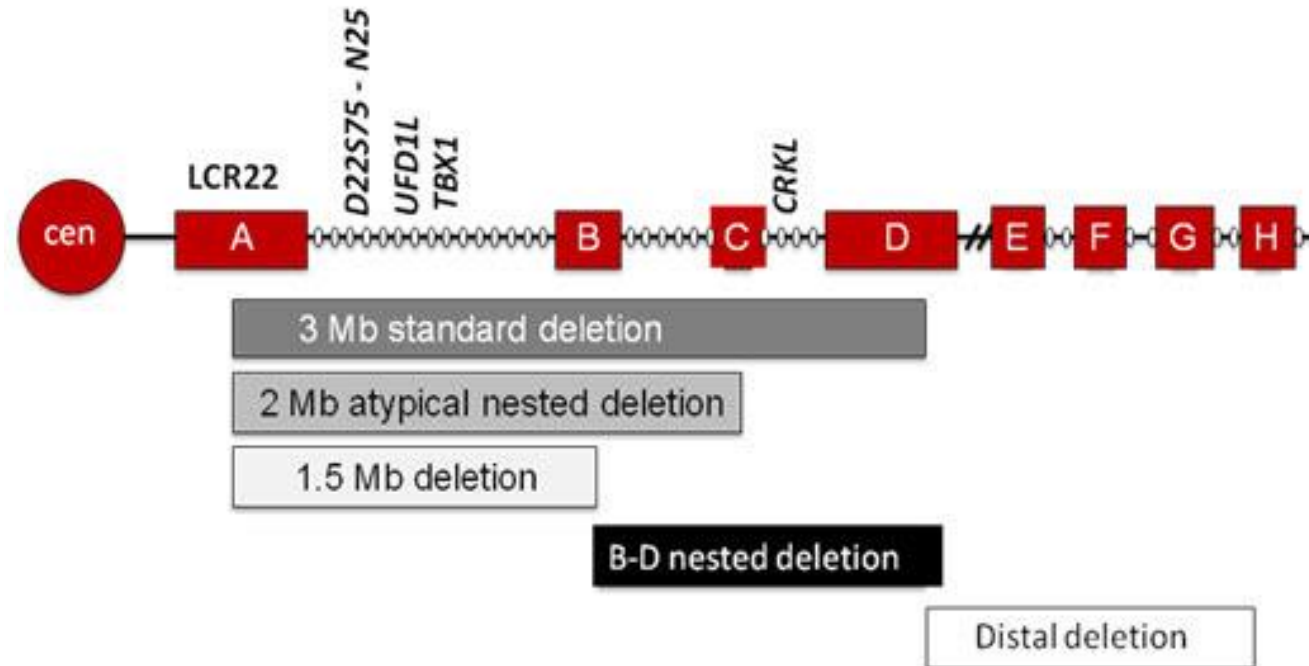 D22S75 - N25
UFD1L
TBX1
CRKL
LCR22
cen
A
B
C
D
E
F
G
H
3 Mb standard deletion
2 Mb atypical nested deletion
1.5 Mb deletion
B-D nested deletion
Distal deletion